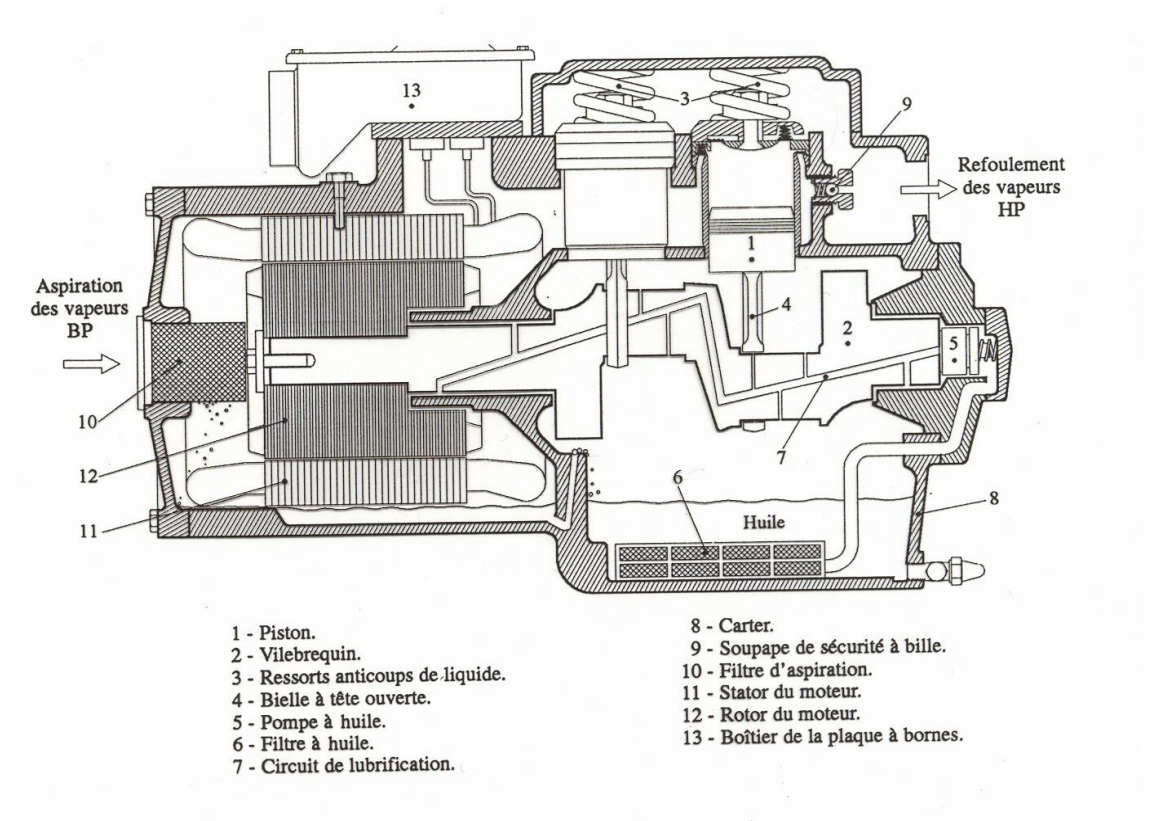 13
3
9
Refoulement
des vapeurs
HP
1
Aspiration
des vapeurs
BP
4
2
5
10
12
7
6
8
11
Huile
1 - Piston.
2 - Vilebrequin.
3 - Ressorts anticoups de liquide.
4 - Bielle à tête ouverte.
5 - Pompe à huile.
6 - Filtre à huile.
7 - Circuit de lubrification.
8 - Carter.
9 - Soupape de sécurité à bille.
10 - Filtre d'aspiration.
11 - Stator du moteur.
12 - Rotor du moteur.
13 - Boîtier de la plaque à bornes.